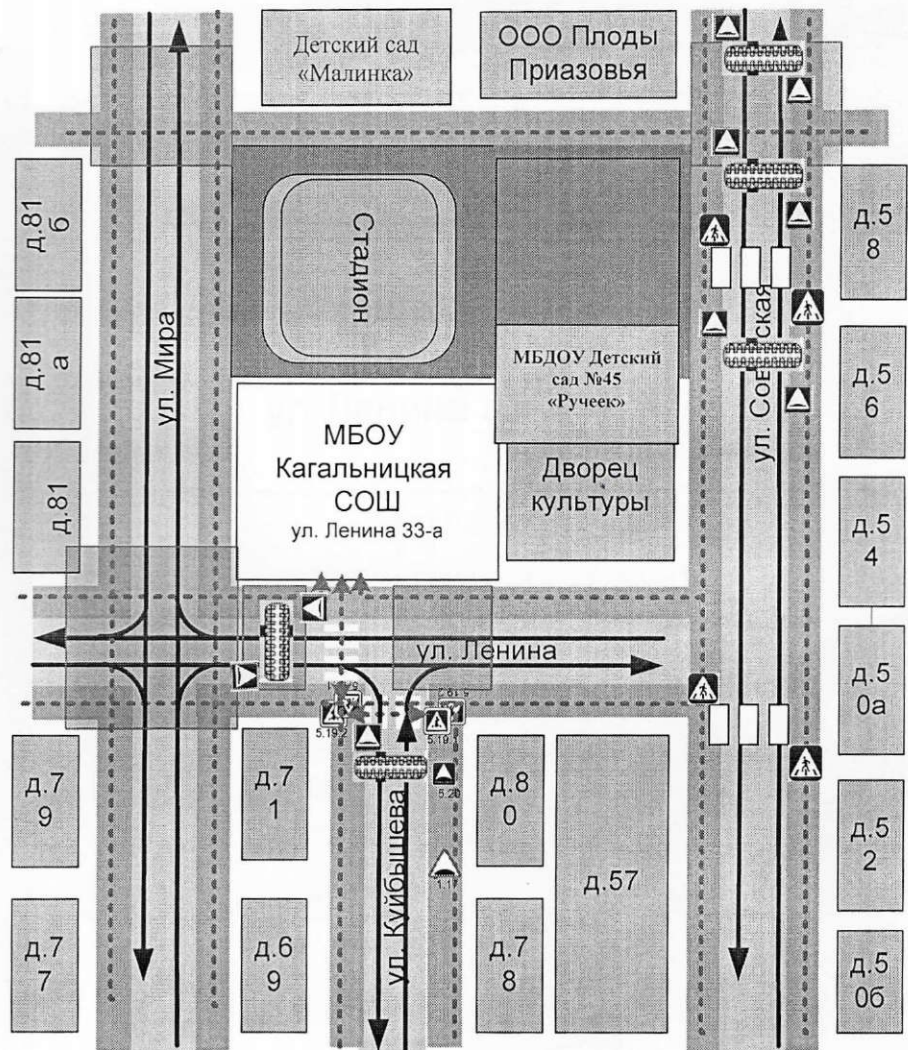 Детский сад
«Малинка»
ООО Плоды
Приазовья
д.81
б
д.81
а
д.81
ул. Мира
Стадион
МБДОУ Детский
сад №45
«Ручеек»
МБОУ
Кагальницкая
СОШ
ул. Ленина 33-а
Дворец
культуры
д.5
8
д.5
6
д.5
4
д.5
0а
д.5
2
д.5
0б
ул. Ленина
5.19.2
5.19
5.20
1.17
д.7
9
д.7
7
д.7
1
д.6
9
ул. Куйбышева
д.8
0
д.7
8
д.57